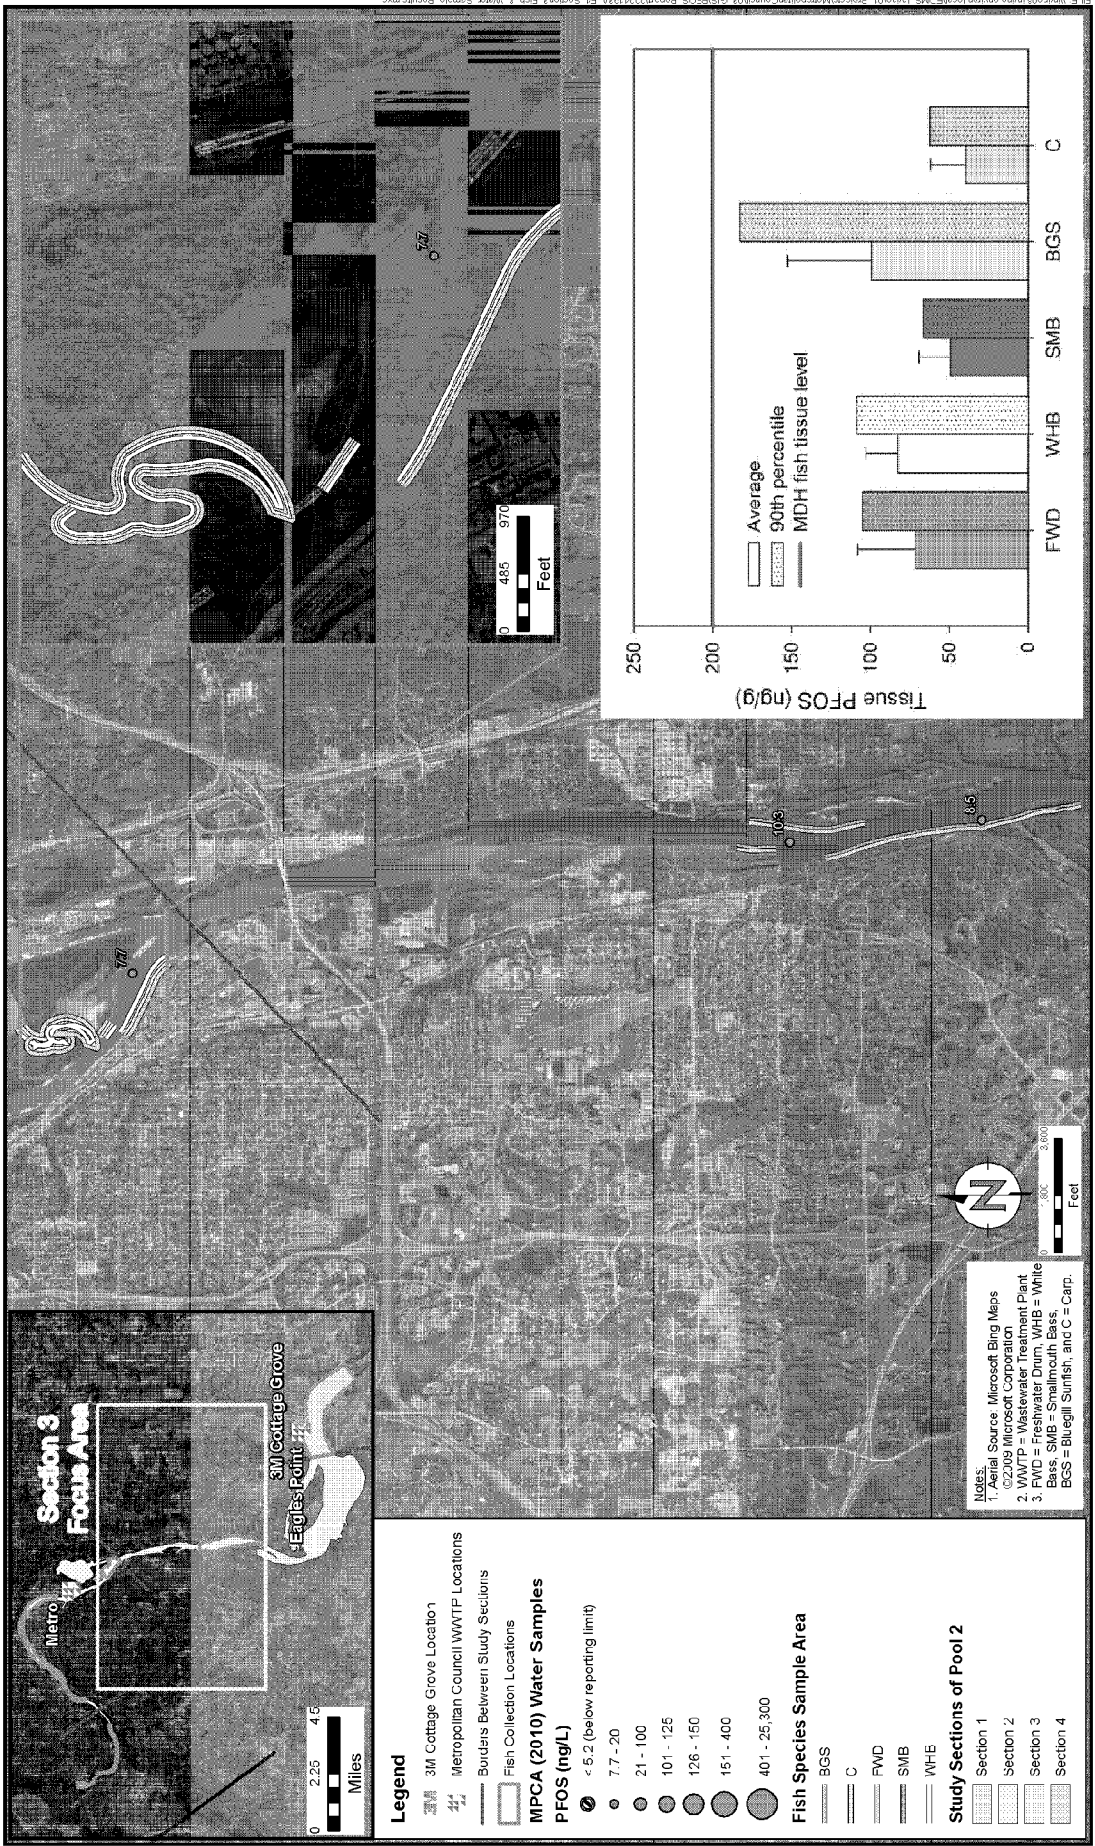 Section 3
Focus Area
Metro
Eagles Point
3M Cottage Grove
0 2.25 4.5
Miles
Legend
3M Cottage Grove Location
Metropolitan Council WWTP Locations
Borders Between Study Sections
Fish Collection Locations
MPCA (2010) Water Samples
PFOS (ng/L)
< 5.2 (below reporting limit)
7.7 - 20
21 - 100
101 - 125
126 - 150
151 - 400
401 - 25,300
Fish Species Sample Area
BGS
C
FWD
SMB
WHB
Study Sections of Pool 2
Section 1
Section 2
Section 3
Section 4
Notes:
1. Aerial Source: Microsoft Bing Maps
©2009 Microsoft Corporation
2. WWTP = Wastewater Treatment Plant
3. FWD = Freshwater Drum, WHB = White
Bass, SMB = Smallmouth Bass,
BGS = Bluegill Sunfish, and C = Carp.
N
0 1,800 3,600
Feet
7.7
10.3
8.5
7.7
0 485 970
Feet
Tissue PFOS (ng/g)
250
200
150
100
50
0
Average
90th percentile
MDH fish tissue level
FWD WHB SMB BGS C